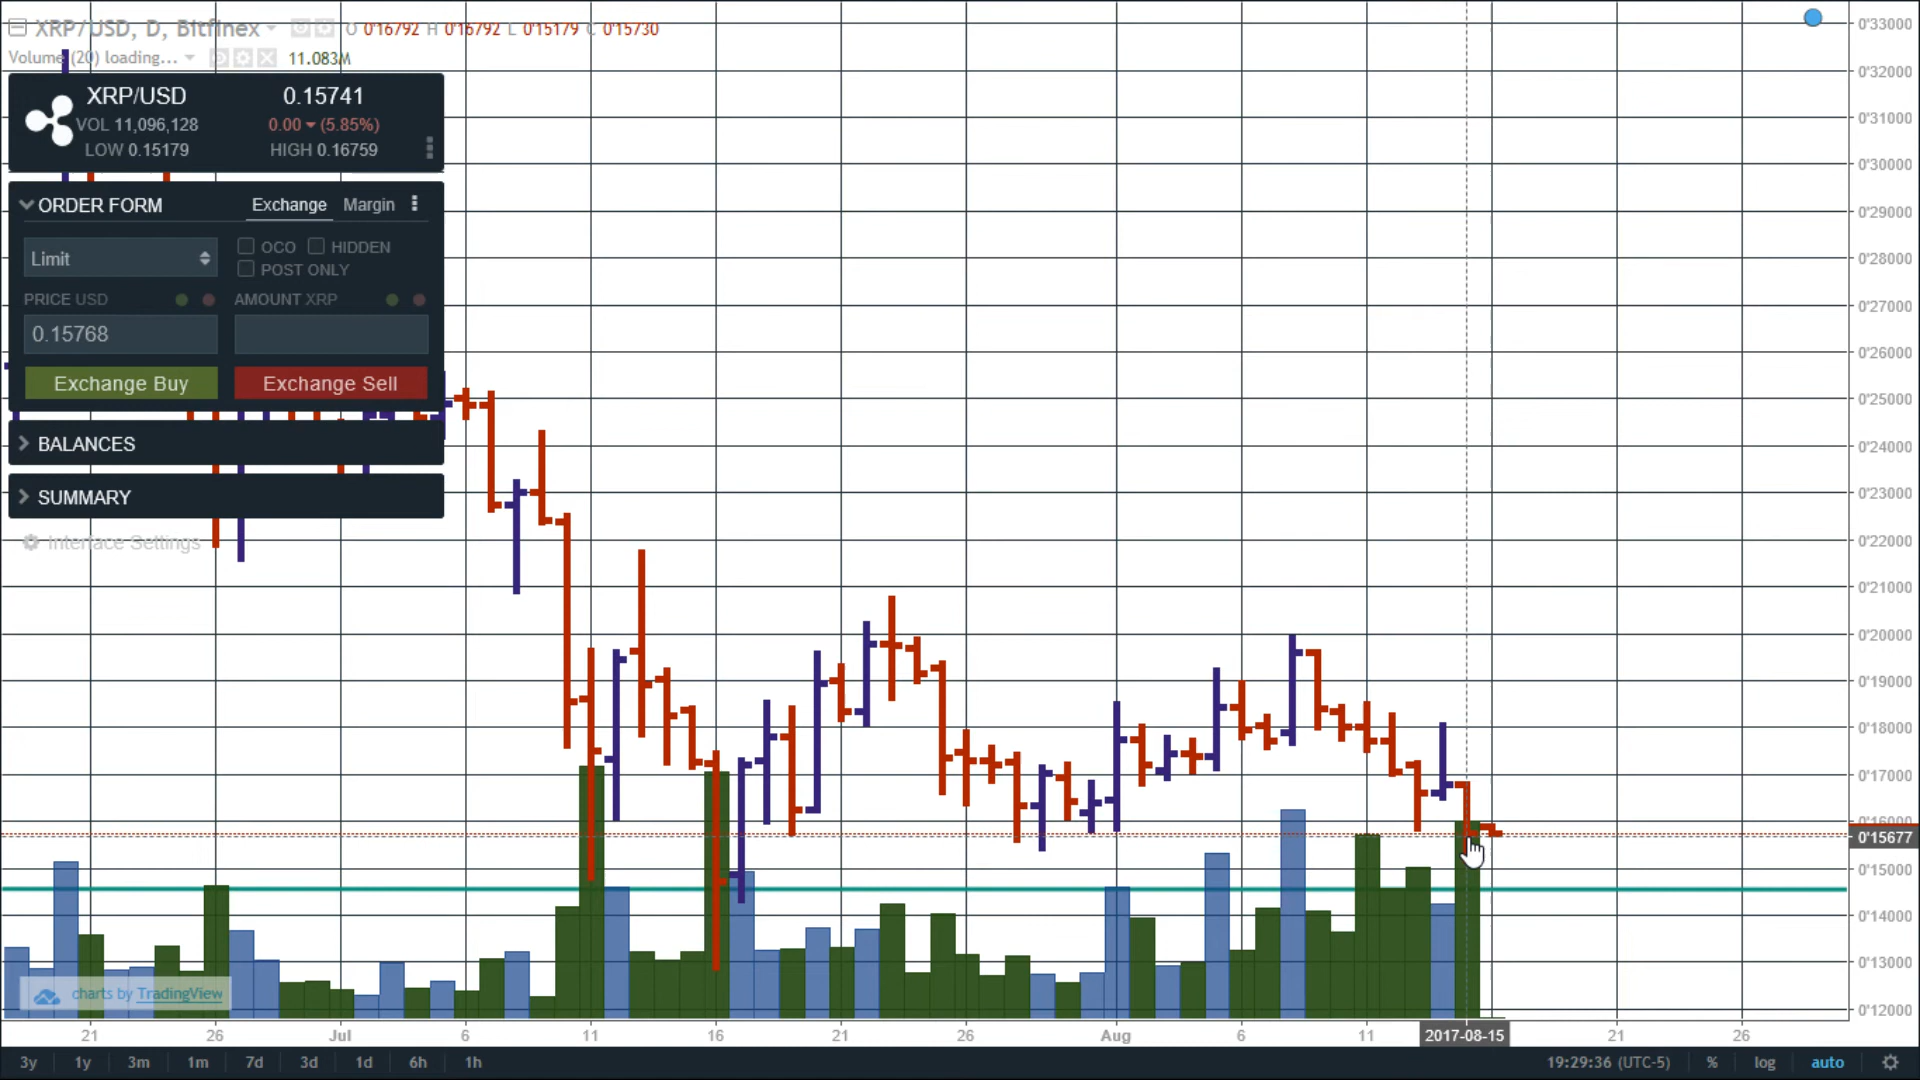 XRP/USD, D, Bitfinex O 0'16792 H 0'16792 L 0'15179 C 0'15730
Volume (20) loading... 11.083M
XRP/USD 0.15741
VOL 11,096,128 0.00 (5.85%)
LOW 0.15179 HIGH 0.16759
ORDER FORM Exchange Margin
Limit OCO HIDDEN
POST ONLY
PRICE USD AMOUNT XRP
0.15768
Exchange Buy Exchange Sell
BALANCES
SUMMARY
Interface Settings
0'33000
0'32000
0'31000
0'30000
0'29000
0'28000
0'27000
0'26000
0'25000
0'24000
0'23000
0'22000
0'21000
0'20000
0'19000
0'18000
0'17000
0'16000
0'15677
0'15000
0'14000
0'13000
0'12000
charts by TradingView
21 26 Jul 6 11 16 21 26 Aug 6 11 2017-08-15 21 26
3y 1y 3m 1m 7d 3d 1d 6h 1h 19:29:36 (UTC-5) % log auto